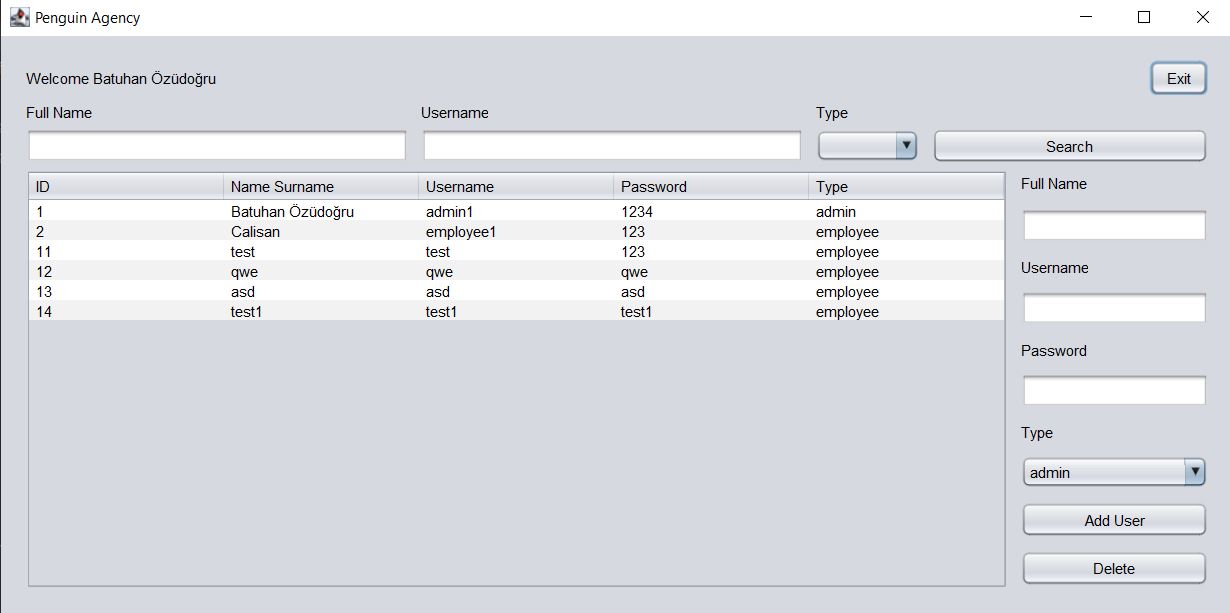 Penguin Agency
Welcome Batuhan Özüdoğru
Exit
Full Name Username Type
Search
ID Name Surname Username Password Type
1 Batuhan Özüdoğru admin1 1234 admin
2 Calisan employee1 123 employee
11 test test 123 employee
12 qwe qwe qwe employee
13 asd asd asd employee
14 test1 test1 test1 employee
Full Name
Username
Password
Type
admin
Add User
Delete